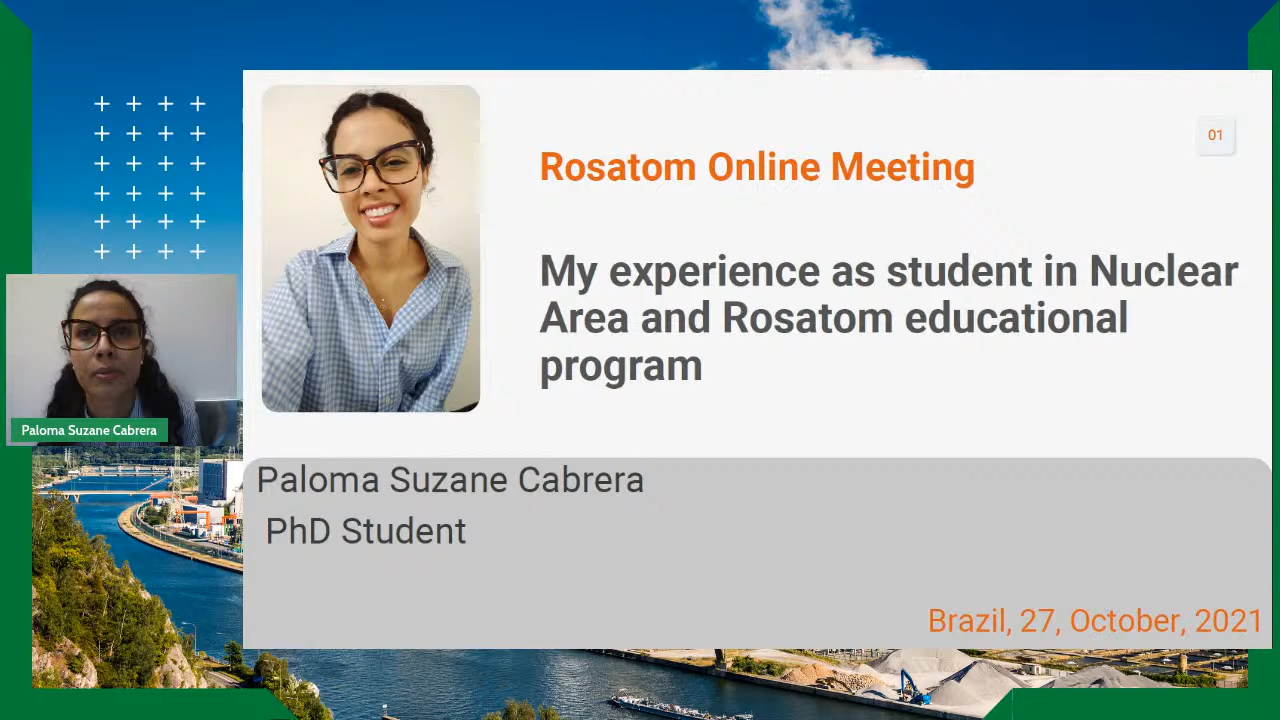 01
Rosatom Online Meeting
My experience as student in Nuclear
Area and Rosatom educational
program
Paloma Suzane Cabrera
Paloma Suzane Cabrera
PhD Student
Brazil, 27, October, 2021